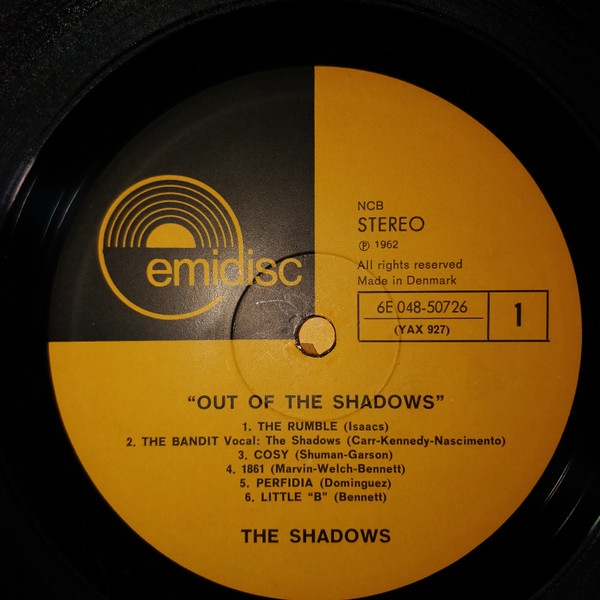 emidisc
NCB
STEREO
Ⓟ 1962
All rights reserved
Made in Denmark
6E 048-50726
(YAX 927)
1
"OUT OF THE SHADOWS"
1. THE RUMBLE (Isaacs)
2. THE BANDIT Vocal: The Shadows (Carr-Kennedy-Nascimento)
3. COSY (Shuman-Garson)
4. 1861 (Marvin-Welch-Bennett)
5. PERFIDIA (Dominguez)
6. LITTLE "B" (Bennett)
THE SHADOWS